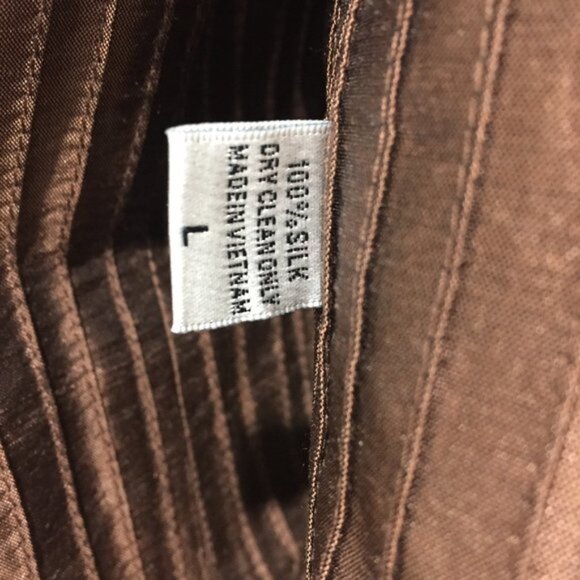 100% SILK
DRY CLEAN ONLY
MADE IN VIETNAM
L